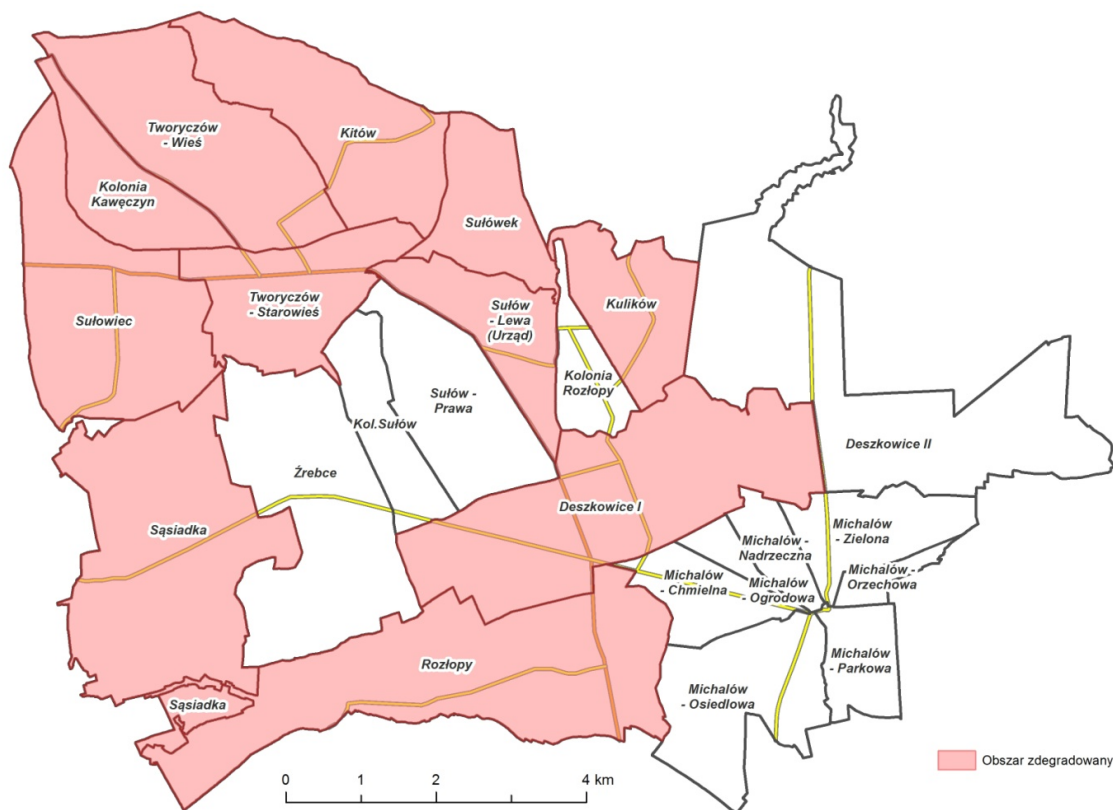 Tworyczów
- Wieś
Kitów
Kolonia
Kawęczyn
Sułówek
Tworyczów
- Starowieś
Sułów
- Lewa
(Urząd)
Kulików
Sułowiec
Kolonia
Rozłopy
Sułów -
Prawa
Kol.Sułów
Deszkowice II
Źrebce
Deszkowice I
Sąsiadka
Michalów
- Zielona
Michalów -
Nadrzeczna
Michalów -
Orzechowa
Michalów
- Chmielna
Michalów
- Ogrodowa
Rozłopy
Michalów
- Parkowa
Michalów
- Osiedlowa
Sąsiadka
Obszar zdegradowany
0 1 2 4 km